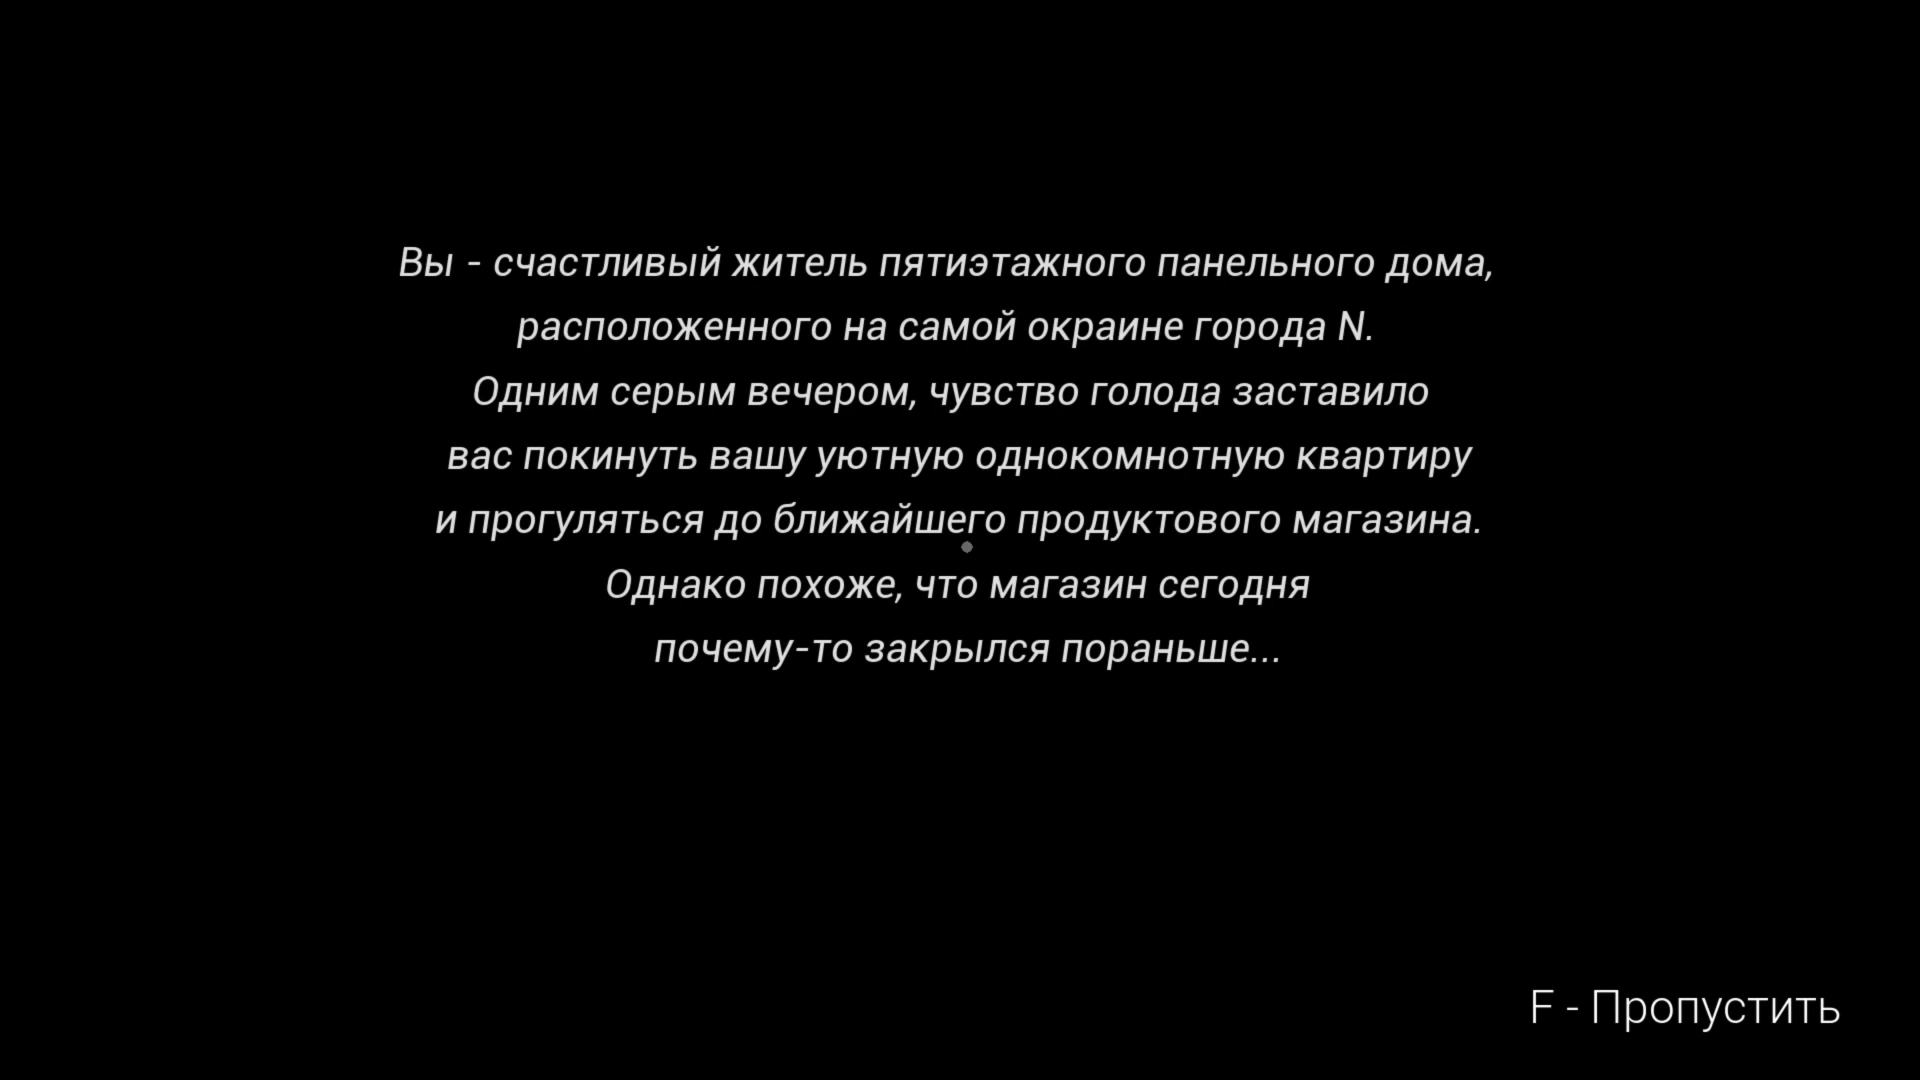 Вы - счастливый житель пятиэтажного панельного дома,
расположенного на самой окраине города N.
Одним серым вечером, чувство голода заставило
вас покинуть вашу уютную однокомнотную квартиру
и прогуляться до ближайшего продуктового магазина.
Однако похоже, что магазин сегодня
почему-то закрылся пораньше...
F - Пропустить